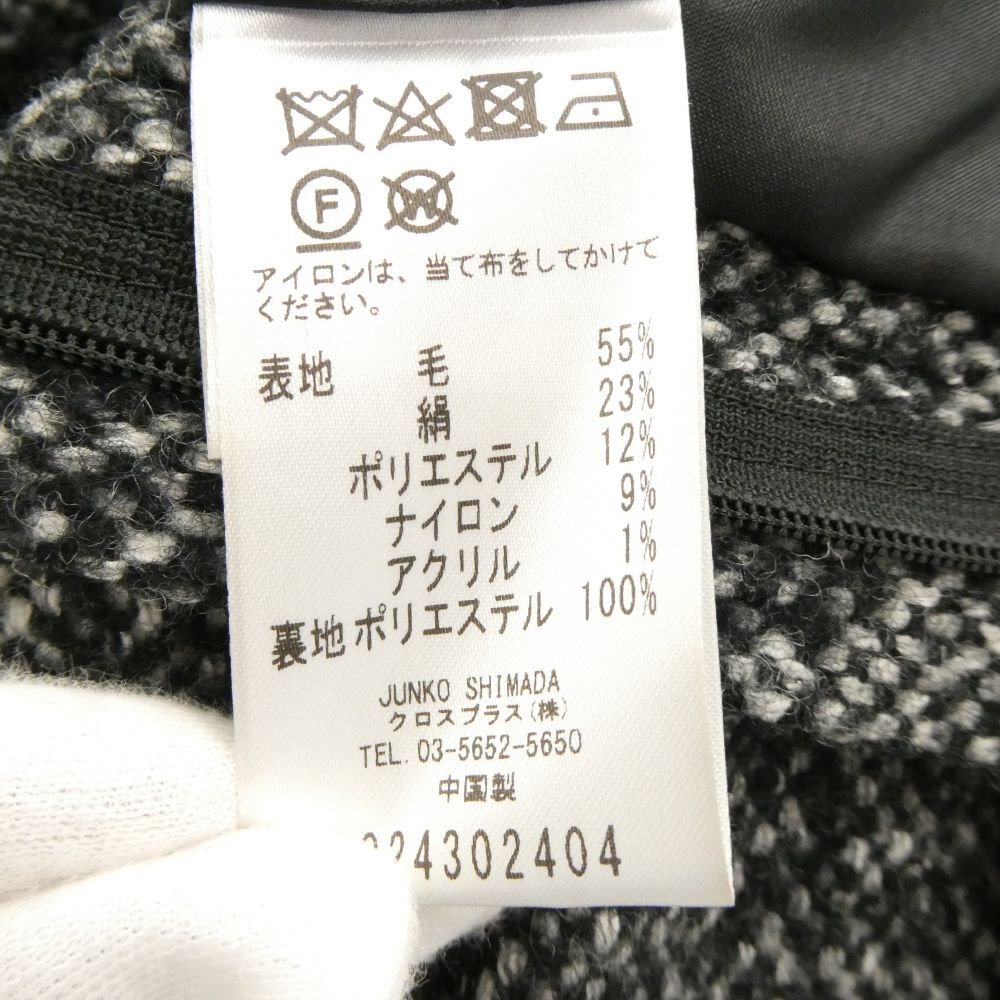 F W
アイロンは、当て布をしてかけて
ください。
表地 毛 55%
絹 23%
ポリエステル 12%
ナイロン 9%
アクリル 1%
裏地 ポリエステル 100%
JUNKO SHIMADA
クロスプラス(株)
TEL. 03-5652-5650
中国製
24302404